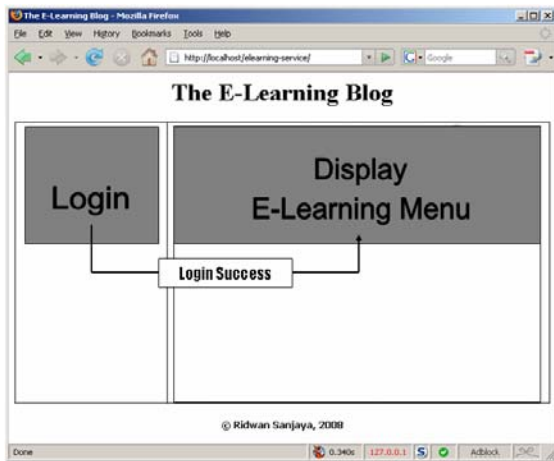 The E-Learning Blog - Mozilla Firefox
File Edit View History Bookmarks Tools Help
http://localhost/elearning-service/
Google
The E-Learning Blog
Login
Display
E-Learning Menu
Login Success
© Ridwan Sanjaya, 2008
Done
0.340s
127.0.0.1
S
Adblock